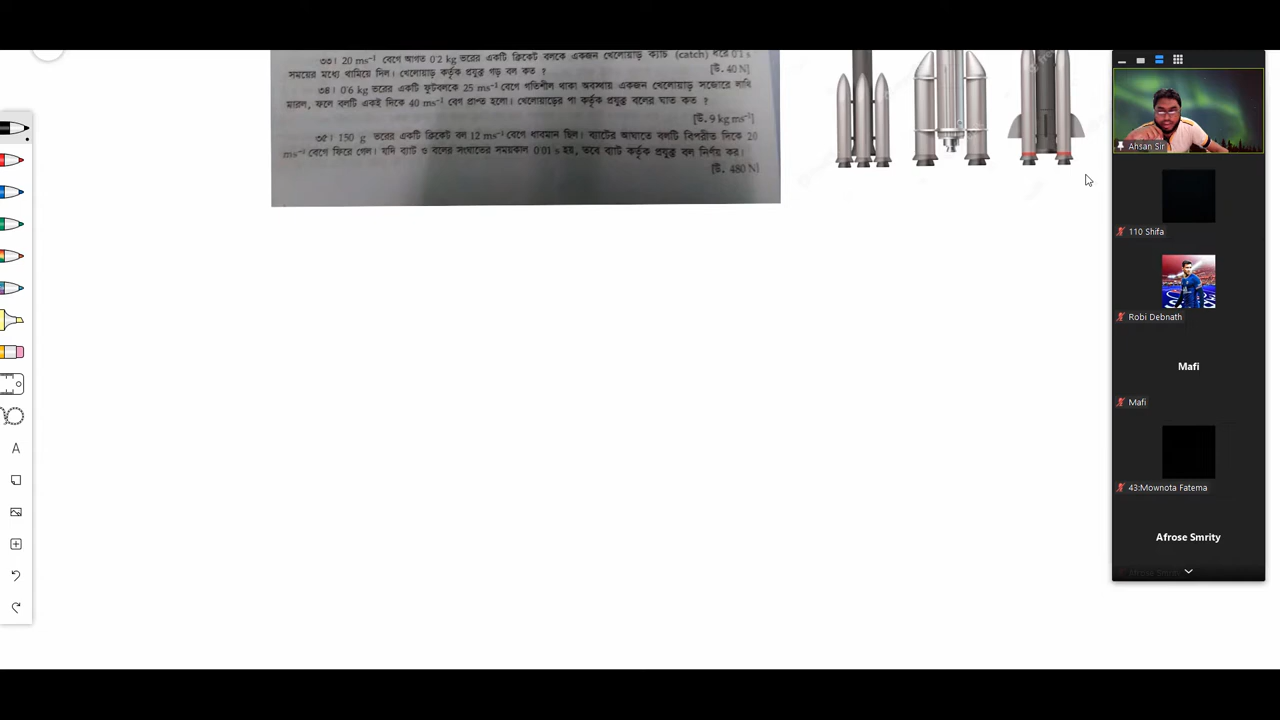 ৩৩। 20 ms⁻¹ বেগে আগত 0·2 kg ভরের একটি ক্রিকেট বলকে একজন খেলোয়াড় ক্যাচ (catch) ধরে 0·1 s
সময়ের মধ্যে থামিয়ে দিল। খেলোয়াড় কর্তৃক প্রযুক্ত গড় বল কত ?
[উ. 40 N]
৩৪। 0·6 kg ভরের একটি ফুটবলকে 25 ms⁻¹ বেগে গতিশীল থাকা অবস্থায় একজন খেলোয়াড় সজোরে লাথি
মারল, ফলে বলটি একই দিকে 40 ms⁻¹ বেগ প্রাপ্ত হলো। খেলোয়াড়ের পা কর্তৃক প্রযুক্ত বলের ঘাত কত ?
[উ. 9 kg ms⁻¹]
৩৫। 150 g ভরের একটি ক্রিকেট বল 12 ms⁻¹ বেগে ধাবমান ছিল। ব্যাটের আঘাতে বলটি বিপরীত দিকে 20
ms⁻¹ বেগে ফিরে গেল। যদি ব্যাট ও বলের সংঘাতের সময়কাল 0·01 s হয়, তবে ব্যাট কর্তৃক প্রযুক্ত বল নির্ণয় কর।
[উ. 480 N]
A
Ahsan Sir
110 Shifa
Robi Debnath
Mafi
Mafi
43:Mownota Fatema
Afrose Smrity